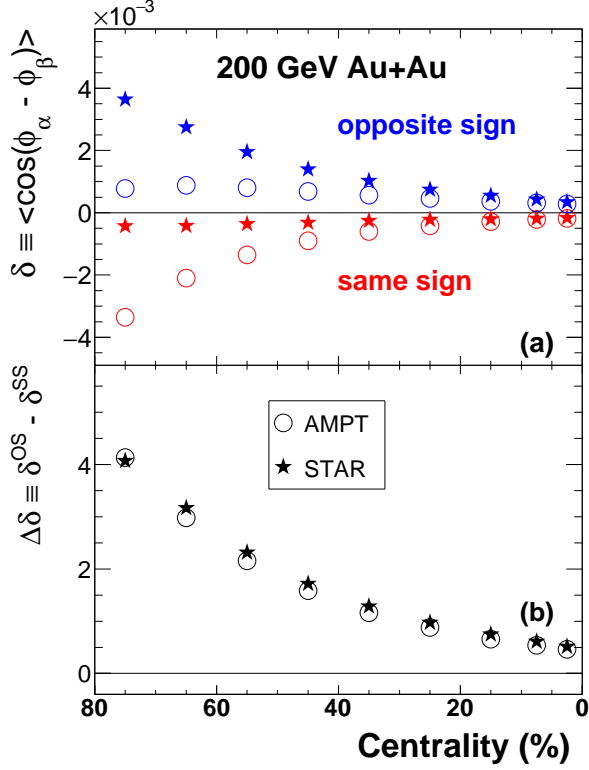 ×10⁻³
200 GeV Au+Au
opposite sign
same sign
(a)
4
2
0
−2
−4
δ ≡ <cos(ϕα - ϕβ)>
AMPT
STAR
(b)
4
2
0
Δδ ≡ δ^OS - δ^SS
80 60 40 20 0
Centrality (%)